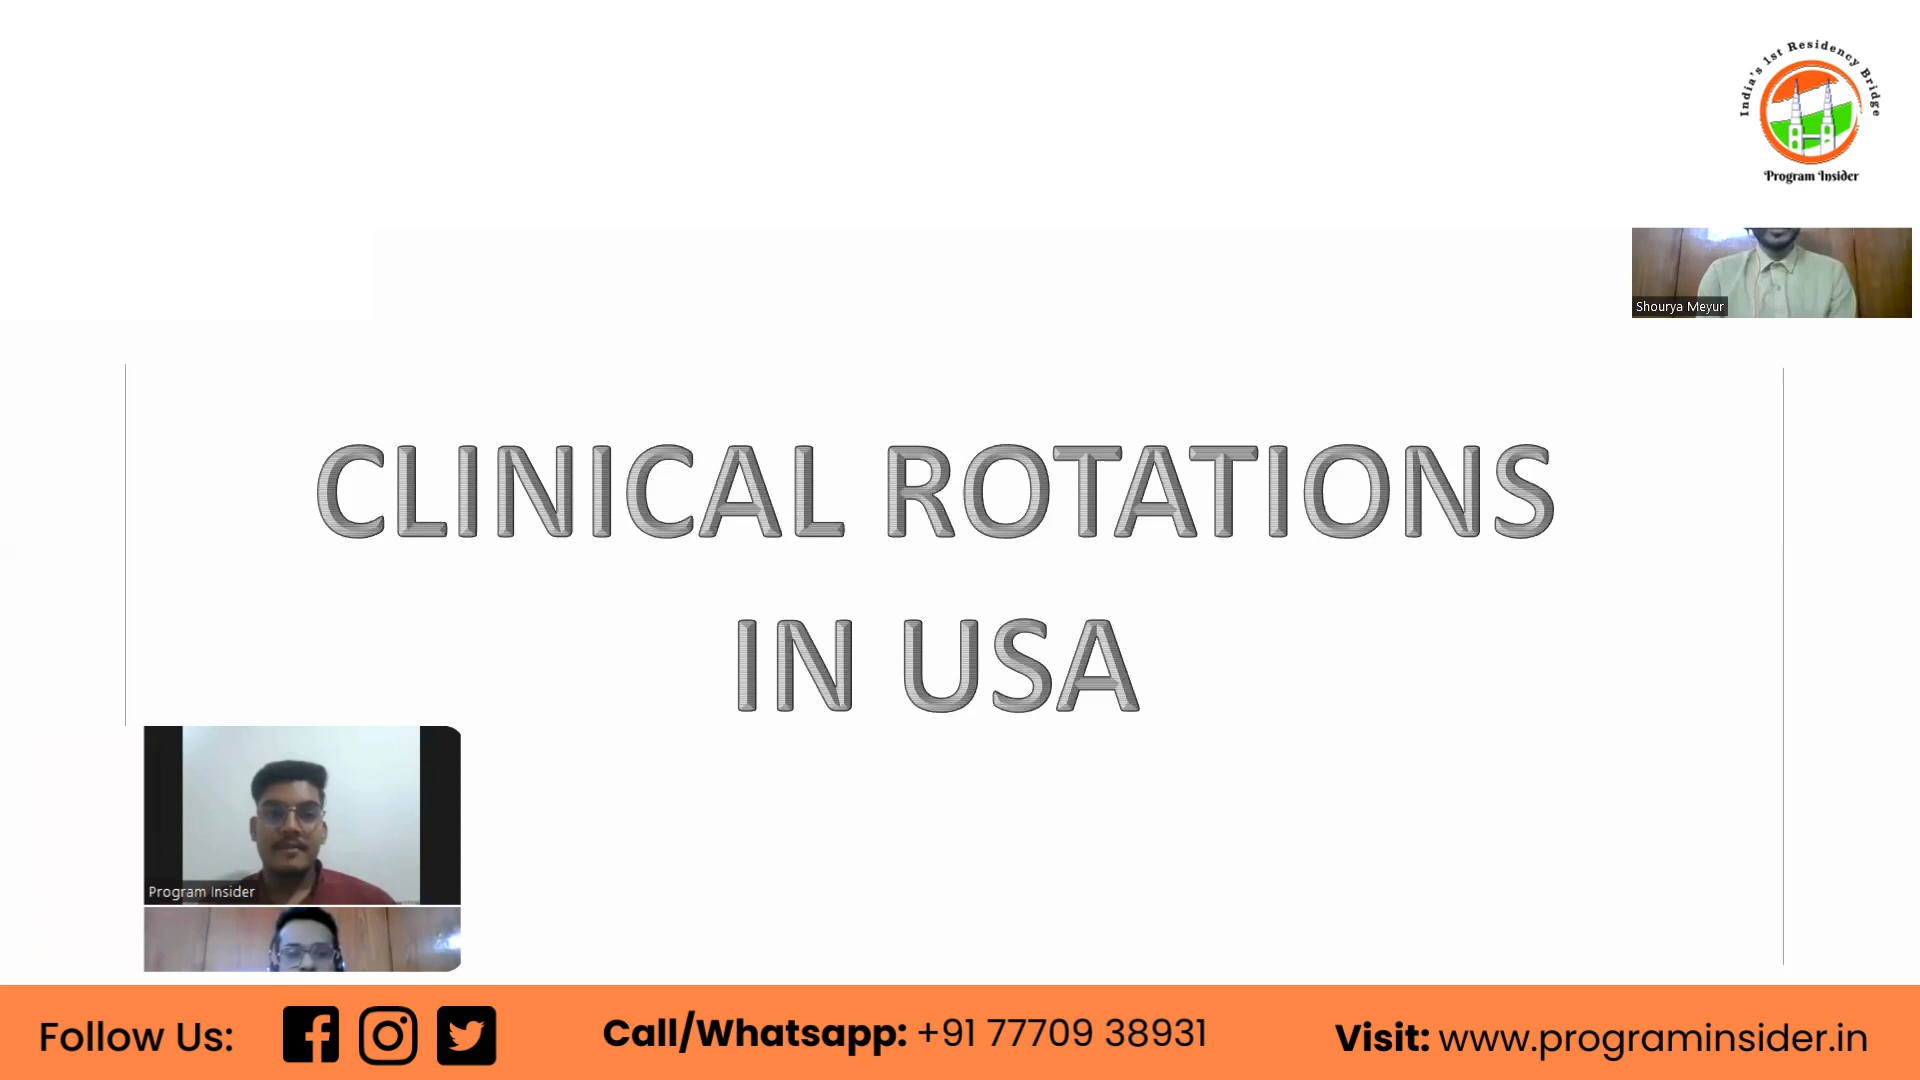 India's 1st Residency Bridge
Program Insider
Shourya Meyur
CLINICAL ROTATIONS
IN USA
Program Insider
Follow Us:
Call/Whatsapp: +91 77709 38931
Visit: www.programinsider.in